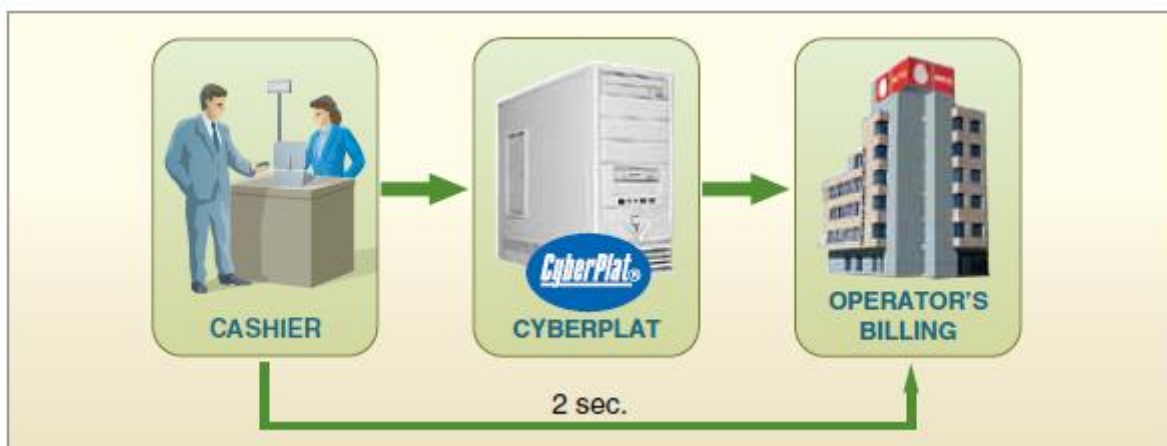 CyberPlat®
CASHIER
CYBERPLAT
OPERATOR'S
BILLING
2 sec.